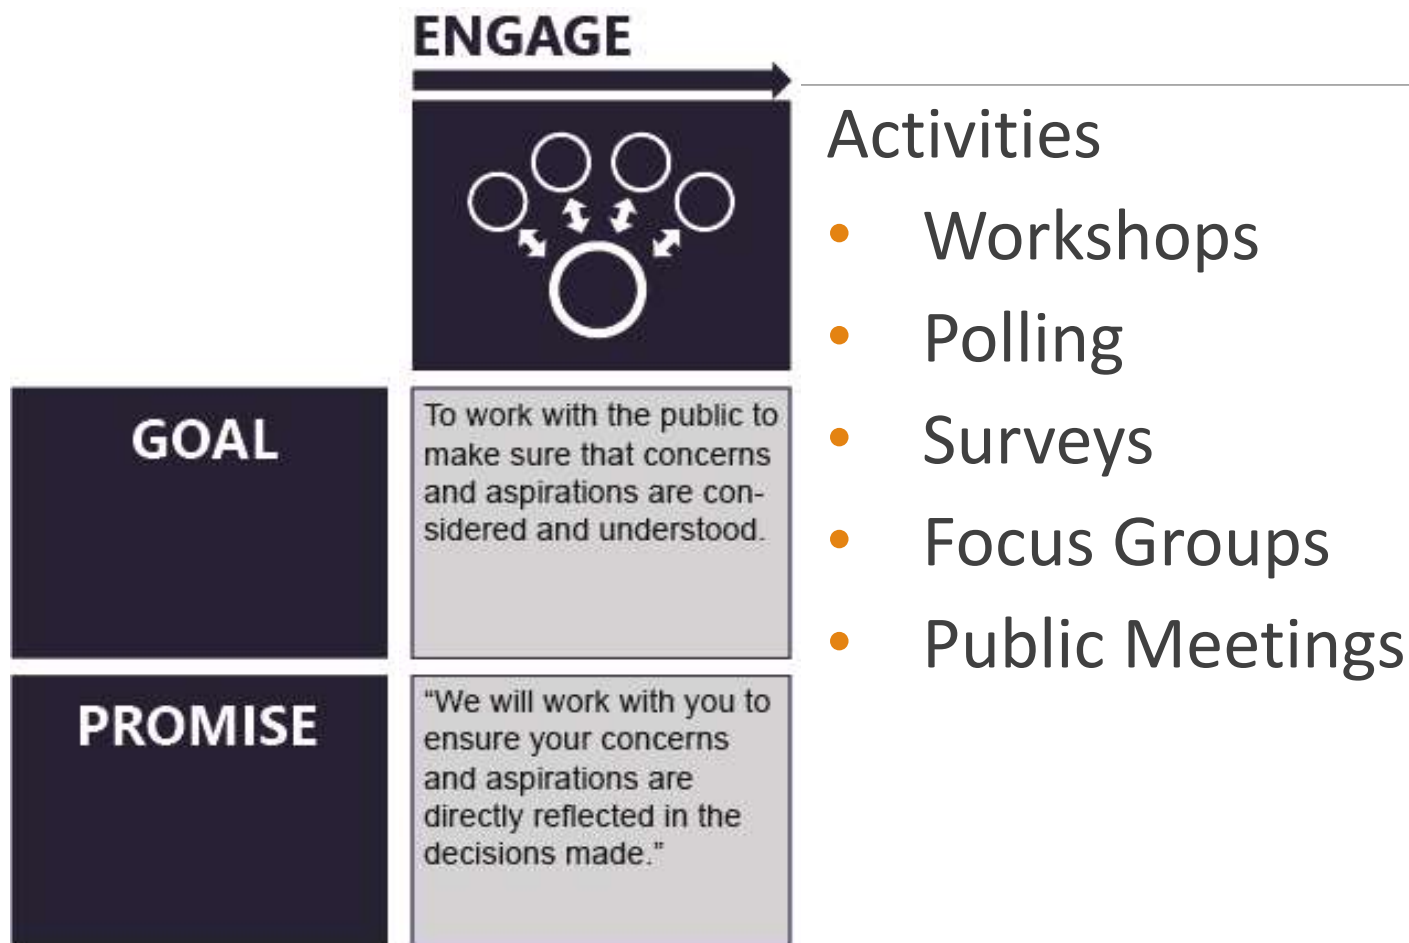 ENGAGE
GOAL
To work with the public to
make sure that concerns
and aspirations are con-
sidered and understood.
PROMISE
“We will work with you to
ensure your concerns
and aspirations are
directly reflected in the
decisions made.”
Activities
• Workshops
• Polling
• Surveys
• Focus Groups
• Public Meetings